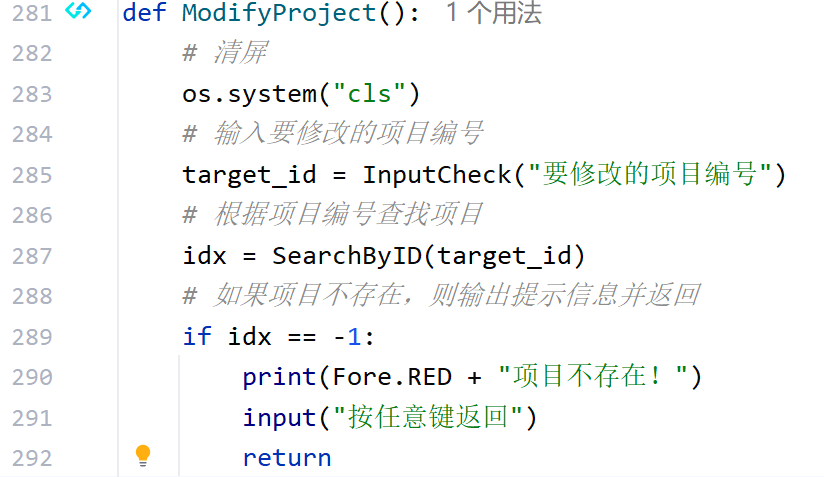 281 def ModifyProject(): 1个用法
282 # 清屏
283 os.system("cls")
284 # 输入要修改的项目编号
285 target_id = InputCheck("要修改的项目编号")
286 # 根据项目编号查找项目
287 idx = SearchByID(target_id)
288 # 如果项目不存在，则输出提示信息并返回
289 if idx == -1:
290 print(Fore.RED + "项目不存在！")
291 input("按任意键返回")
292 return